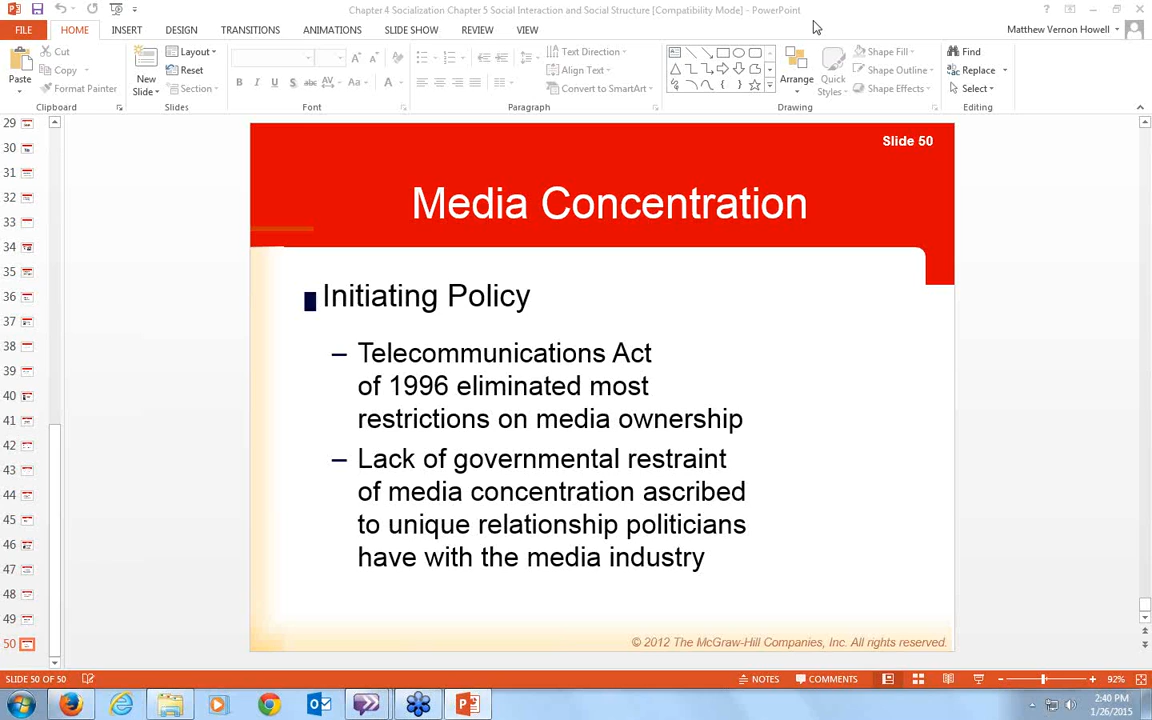 Chapter 4 Socialization Chapter 5 Social Interaction and Social Structure [Compatibility Mode] - PowerPoint
FILE HOME INSERT DESIGN TRANSITIONS ANIMATIONS SLIDE SHOW REVIEW VIEW Matthew Vernon Howell
Paste
Cut
Copy
Format Painter
Clipboard
New
Slide
Layout
Reset
Section
Slides
B I U S abc AV Aa A
Font
Text Direction
Align Text
Convert to SmartArt
Paragraph
Arrange
Quick
Styles
Shape Fill
Shape Outline
Shape Effects
Drawing
Find
Replace
Select
Editing
29
30
31
32
33
34
35
36
37
38
39
40
41
42
43
44
45
46
47
48
49
50
Slide 50
Media Concentration
Initiating Policy
– Telecommunications Act
of 1996 eliminated most
restrictions on media ownership
– Lack of governmental restraint
of media concentration ascribed
to unique relationship politicians
have with the media industry
© 2012 The McGraw-Hill Companies, Inc. All rights reserved.
SLIDE 50 OF 50 NOTES COMMENTS 92%
2:40 PM
1/26/2015